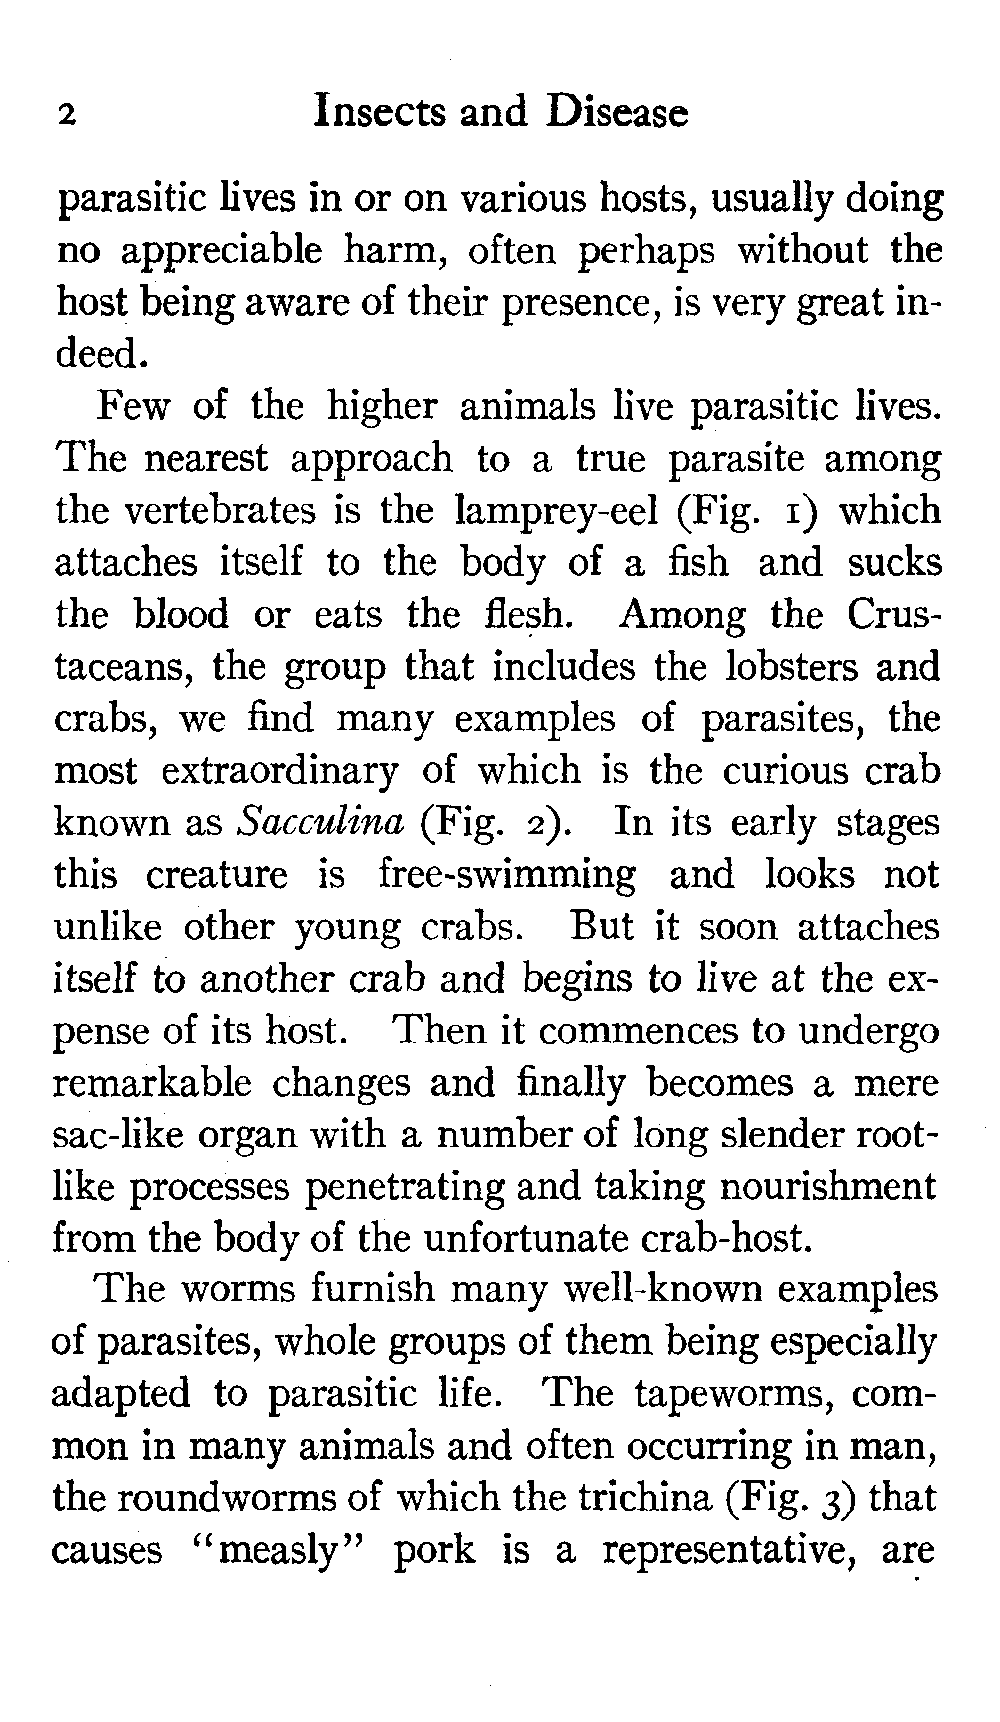 2 Insects and Disease
parasitic lives in or on various hosts, usually doing
no appreciable harm, often perhaps without the
host being aware of their presence, is very great in-
deed.
Few of the higher animals live parasitic lives.
The nearest approach to a true parasite among
the vertebrates is the lamprey-eel (Fig. 1) which
attaches itself to the body of a fish and sucks
the blood or eats the flesh. Among the Crus-
taceans, the group that includes the lobsters and
crabs, we find many examples of parasites, the
most extraordinary of which is the curious crab
known as Sacculina (Fig. 2). In its early stages
this creature is free-swimming and looks not
unlike other young crabs. But it soon attaches
itself to another crab and begins to live at the ex-
pense of its host. Then it commences to undergo
remarkable changes and finally becomes a mere
sac-like organ with a number of long slender root-
like processes penetrating and taking nourishment
from the body of the unfortunate crab-host.
The worms furnish many well-known examples
of parasites, whole groups of them being especially
adapted to parasitic life. The tapeworms, com-
mon in many animals and often occurring in man,
the roundworms of which the trichina (Fig. 3) that
causes "measly" pork is a representative, are